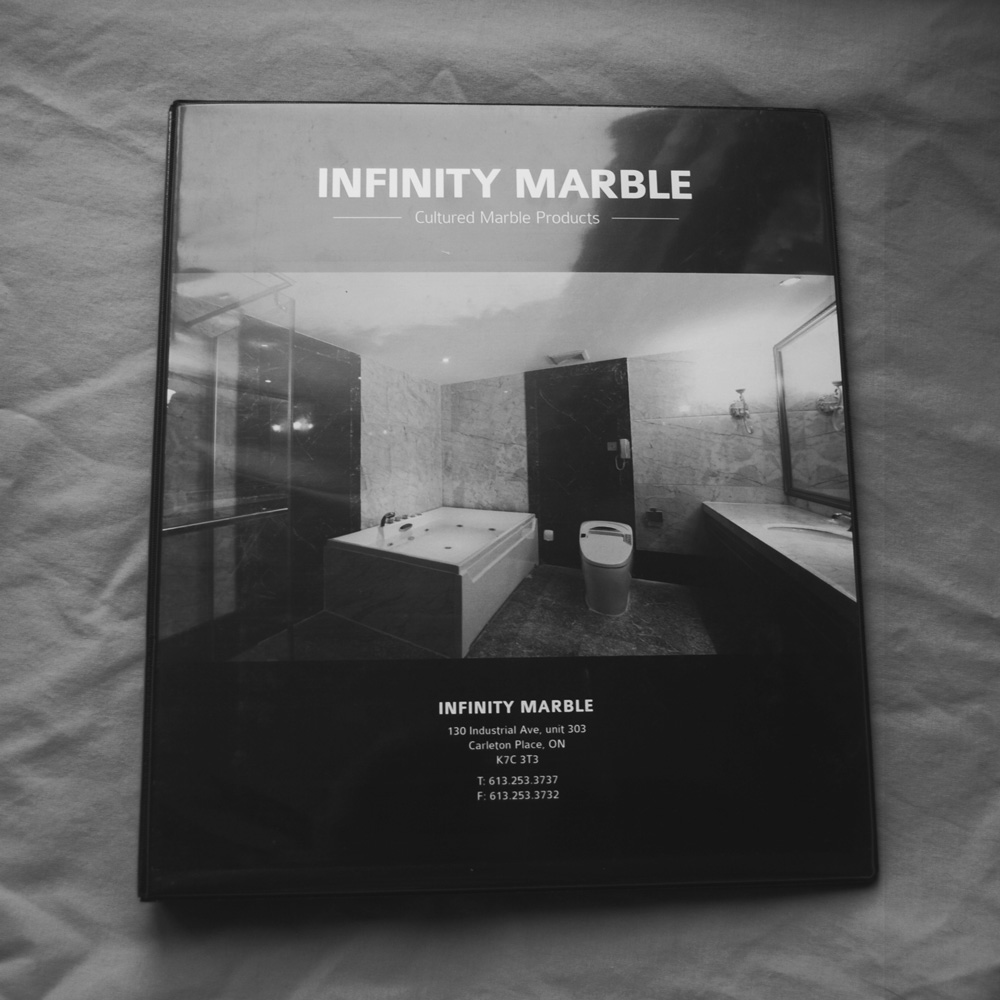 INFINITY MARBLE
Cultured Marble Products
INFINITY MARBLE
130 Industrial Ave, unit 303
Carleton Place, ON
K7C 3T3
T: 613.253.3737
F: 613.253.3732